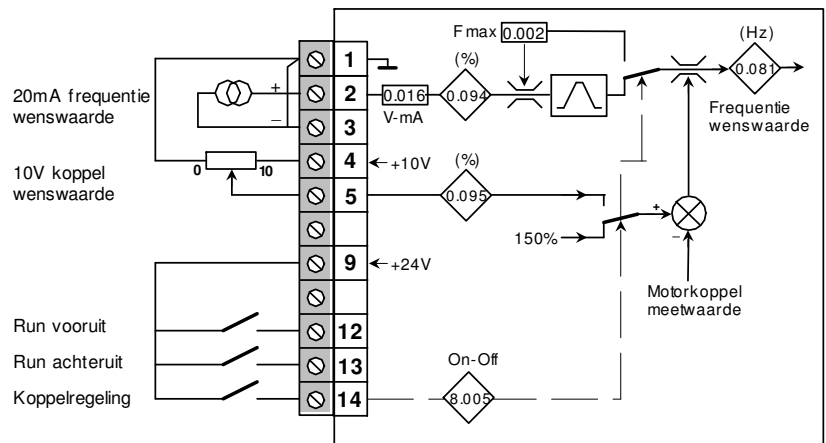 1
2
3
4
5
9
12
13
14
20mA frequentie
wenswaarde
+
−
10V koppel
wenswaarde
0
10
Run vooruit
Run achteruit
Koppelregeling
Fmax
0.002
0.016
V-mA
(%)
0.094
(Hz)
0.081
Frequentie
wenswaarde
+10V
(%)
0.095
150%
+
−
+24V
Motorkoppel
meetwaarde
On-Off
8.005